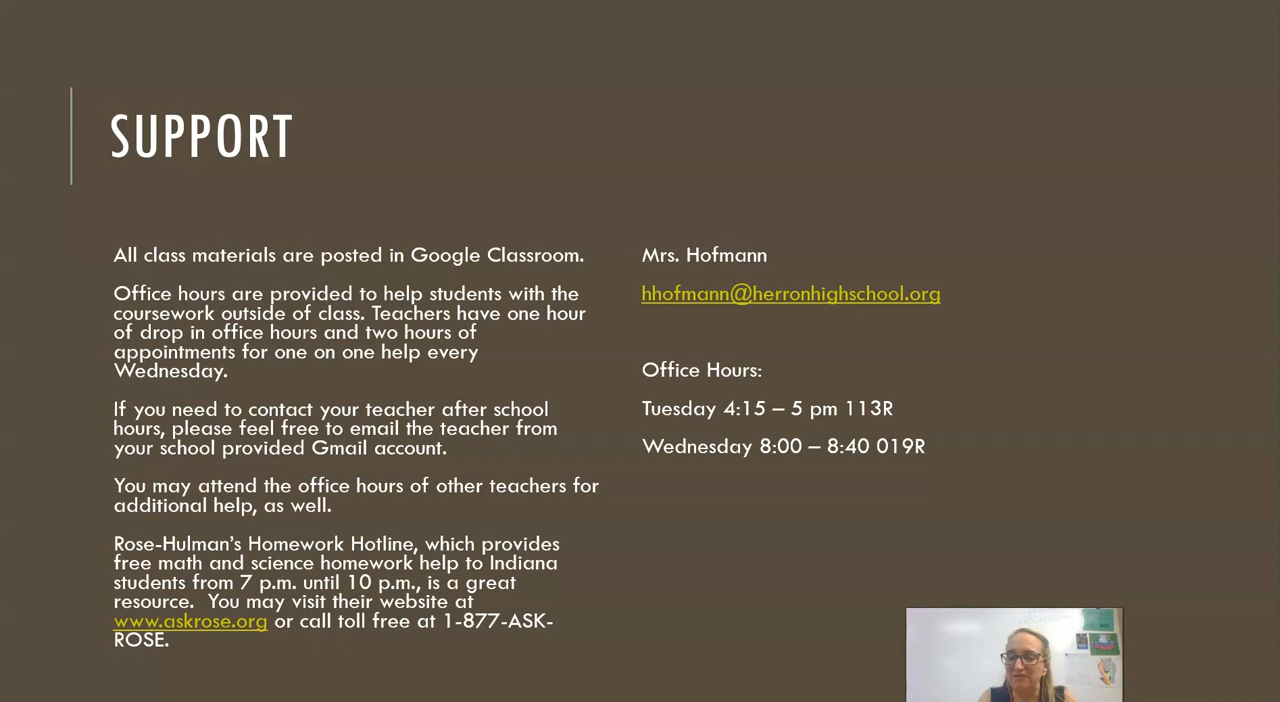 SUPPORT
All class materials are posted in Google Classroom.
Office hours are provided to help students with the
coursework outside of class. Teachers have one hour
of drop in office hours and two hours of
appointments for one on one help every
Wednesday.
If you need to contact your teacher after school
hours, please feel free to email the teacher from
your school provided Gmail account.
You may attend the office hours of other teachers for
additional help, as well.
Rose-Hulman’s Homework Hotline, which provides
free math and science homework help to Indiana
students from 7 p.m. until 10 p.m., is a great
resource.  You may visit their website at
www.askrose.org or call toll free at 1-877-ASK-
ROSE.
Mrs. Hofmann
hhofmann@herronhighschool.org
Office Hours:
Tuesday 4:15 – 5 pm 113R
Wednesday 8:00 – 8:40 019R